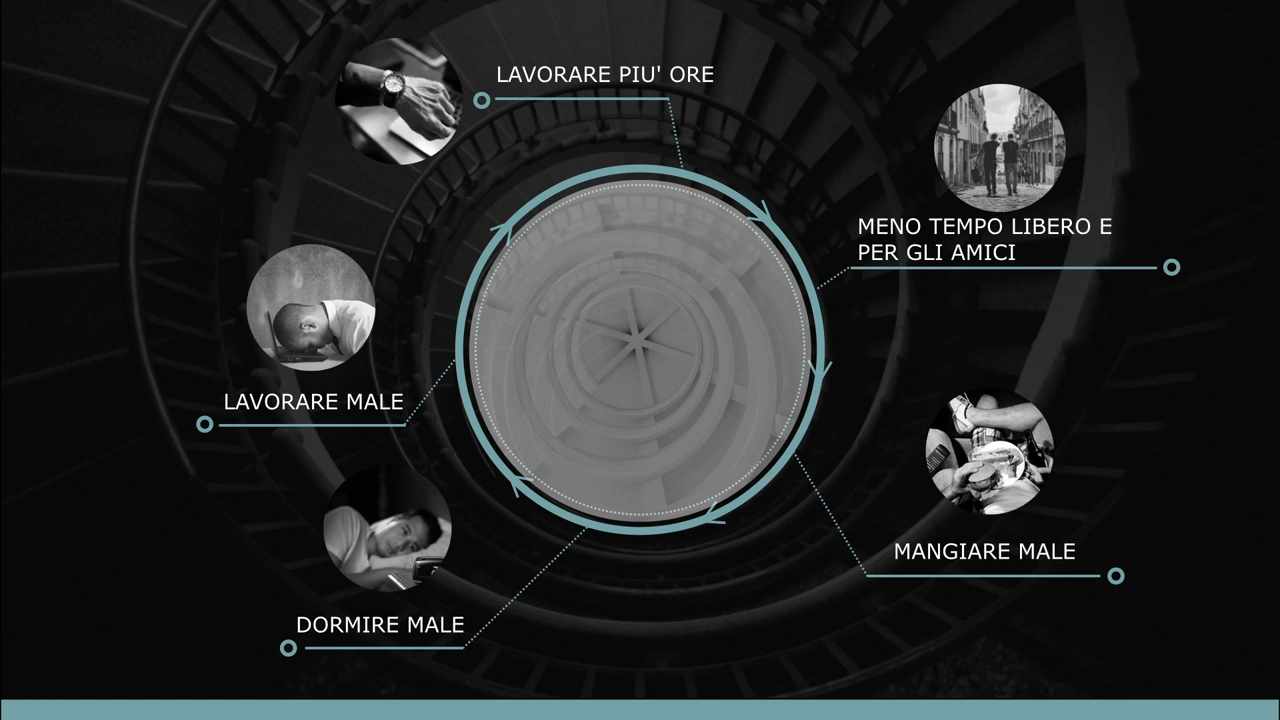 LAVORARE PIU' ORE
MENO TEMPO LIBERO E
PER GLI AMICI
LAVORARE MALE
MANGIARE MALE
DORMIRE MALE